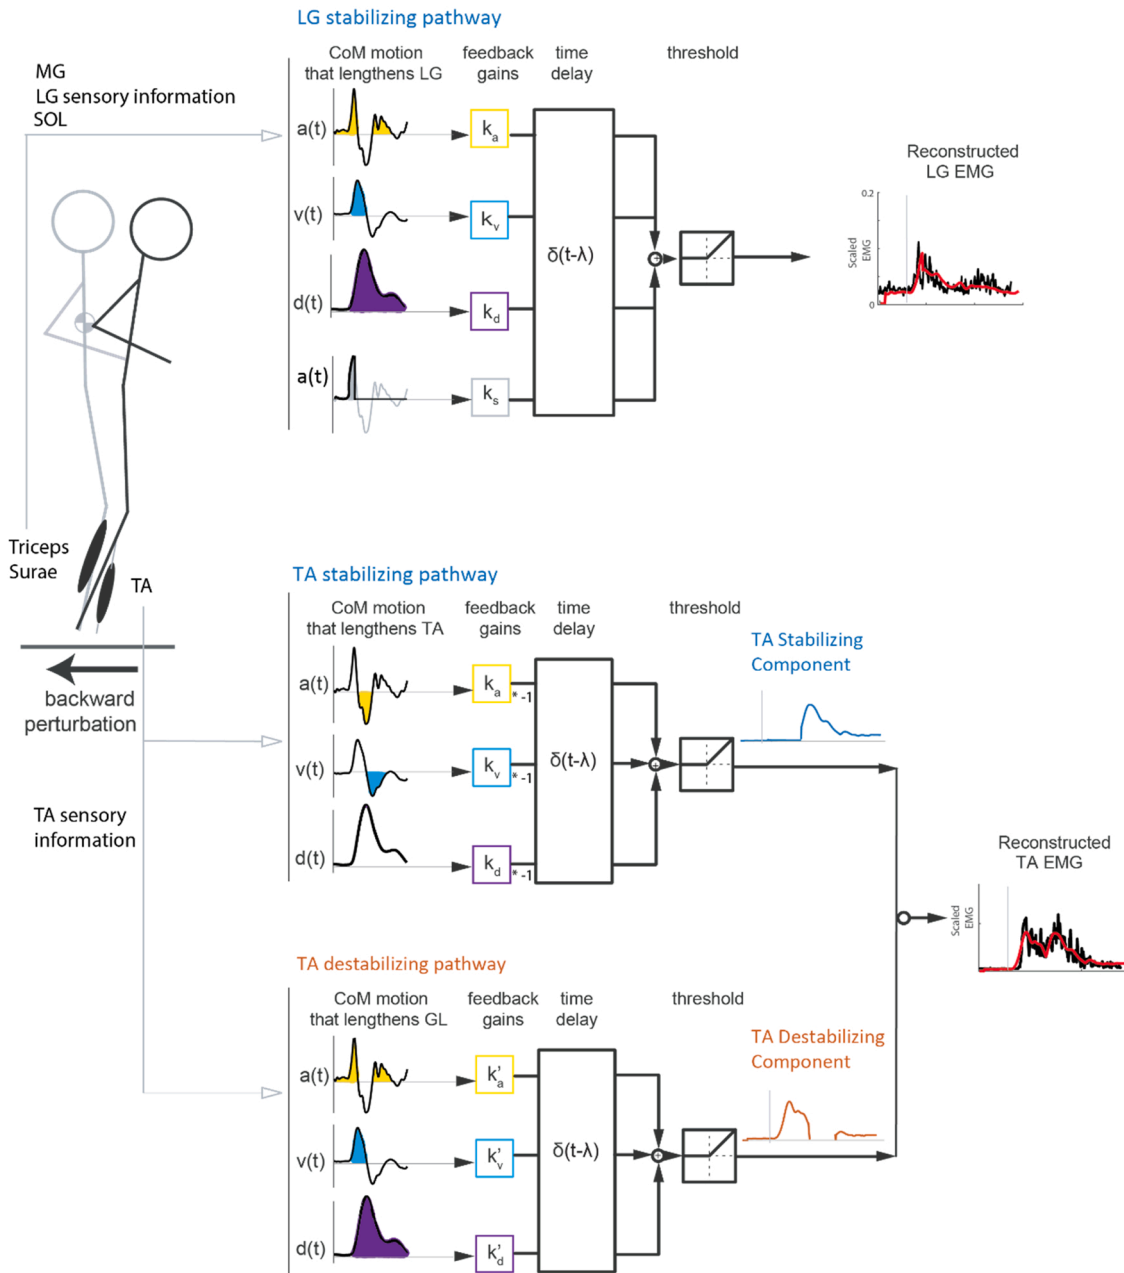 LG stabilizing pathway
CoM motion
that lengthens LG
feedback
gains
time
delay
threshold
MG
LG sensory information
SOL
a(t)
kₐ
v(t)
kᵥ
d(t)
k_d
a(t)
kₛ
δ(t-λ)
+
Reconstructed
LG EMG
Scaled
EMG
0.2
0
Triceps
Surae
TA
backward
perturbation
TA sensory
information
TA stabilizing pathway
CoM motion
that lengthens TA
feedback
gains
time
delay
threshold
a(t)
kₐ * -1
v(t)
kᵥ * -1
d(t)
k_d * -1
δ(t-λ)
+
TA Stabilizing
Component
Reconstructed
TA EMG
Scaled
EMG
TA destabilizing pathway
CoM motion
that lengthens GL
feedback
gains
time
delay
threshold
a(t)
k'ₐ
v(t)
k'ᵥ
d(t)
k'_d
δ(t-λ)
+
TA Destabilizing
Component